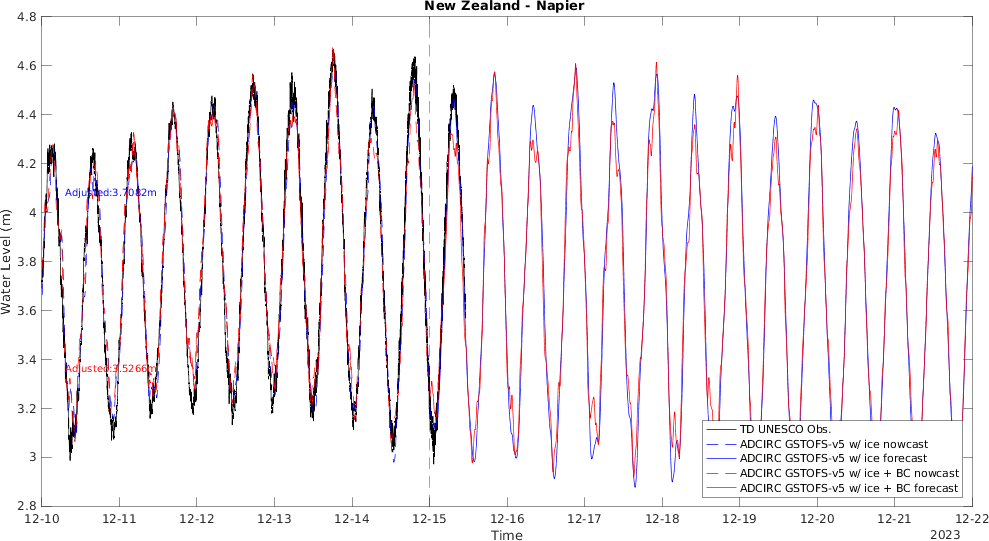 New Zealand - Napier
4.8
4.6
4.4
4.2
4
3.8
3.6
3.4
3.2
3
2.8
Water Level (m)
Adjusted:3.7082m
Adjusted:3.5266m
TD UNESCO Obs.
ADCIRC GSTOFS-v5 w/ ice nowcast
ADCIRC GSTOFS-v5 w/ ice forecast
ADCIRC GSTOFS-v5 w/ ice + BC nowcast
ADCIRC GSTOFS-v5 w/ ice + BC forecast
12-10 12-11 12-12 12-13 12-14 12-15 12-16 12-17 12-18 12-19 12-20 12-21 12-22
Time
2023